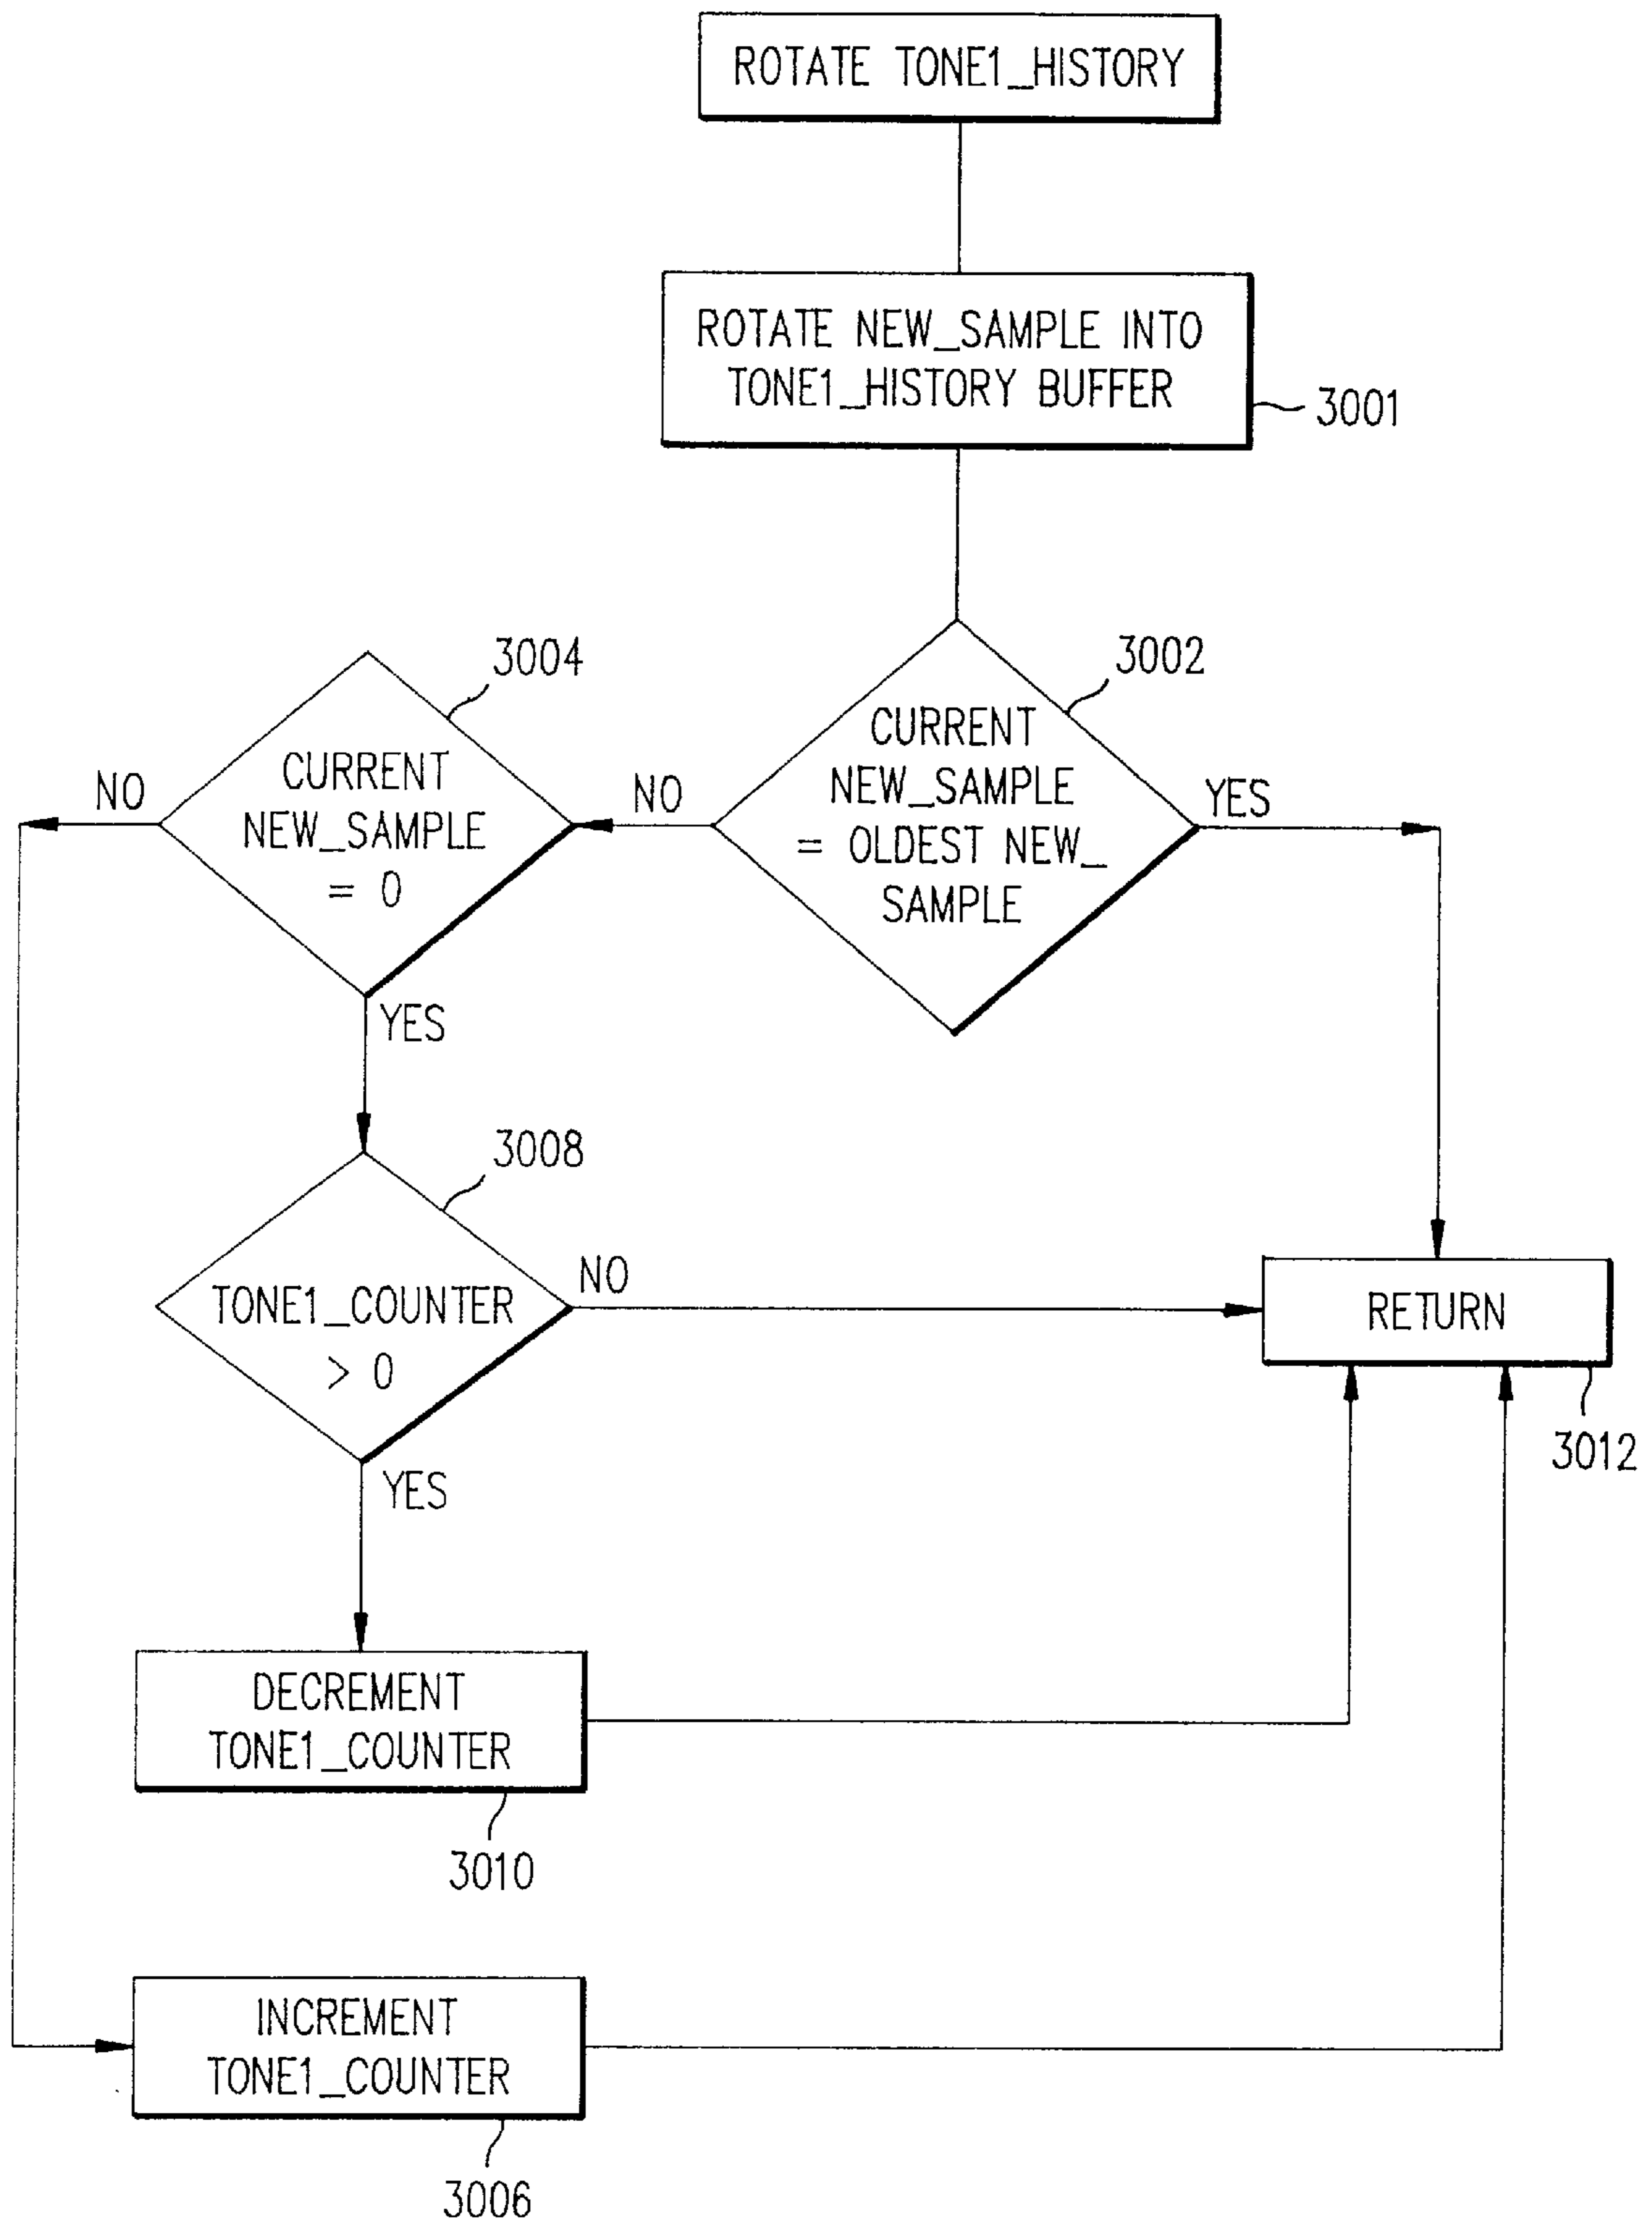 ROTATE TONE1_HISTORY
ROTATE NEW_SAMPLE INTO
TONE1_HISTORY BUFFER
3001
3004
3002
CURRENT
NEW_SAMPLE
= 0
NO
NO
CURRENT
NEW_SAMPLE
= OLDEST NEW_
SAMPLE
YES
YES
3008
TONE1_COUNTER
> 0
NO
RETURN
3012
YES
DECREMENT
TONE1_COUNTER
3010
INCREMENT
TONE1_COUNTER
3006